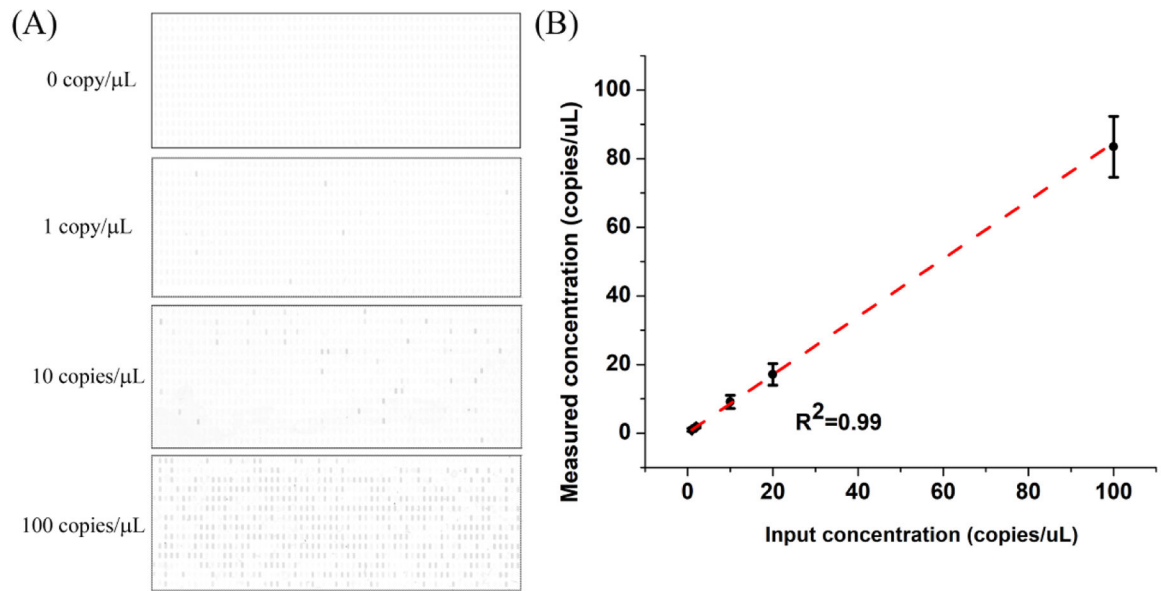 (A)
0 copy/μL
1 copy/μL
10 copies/μL
100 copies/μL
(B)
Measured concentration (copies/uL)
100
80
60
40
20
0
R²=0.99
0 20 40 60 80 100
Input concentration (copies/uL)